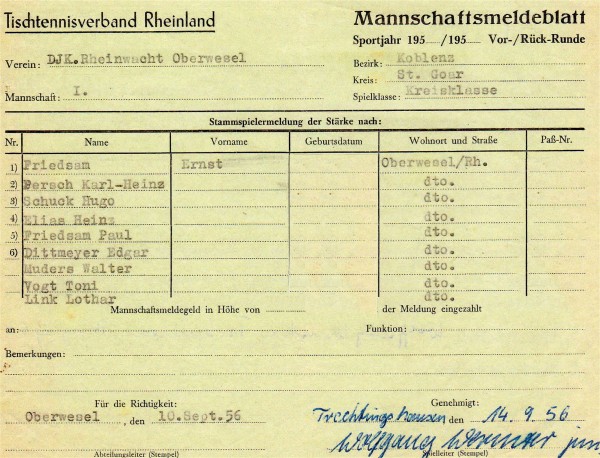 Tischtennisverband Rheinland
Mannschaftsmeldeblatt
Sportjahr 195 /195 Vor-/Rück-Runde
Verein: DJK.Rheinwacht Oberwesel
Bezirk: Koblenz
Kreis: St. Goar
Mannschaft: I.
Spielklasse: Kreisklasse
Stammspielermeldung der Stärke nach:
Nr. Name Vorname Geburtsdatum Wohnort und Straße Paß-Nr.
1) Friedsam Ernst Oberwesel/Rh.
2) Persch Karl-Heinz dto.
3) Schuck Hugo dto.
4) Elias Heinz dto.
5) Friedsam Paul dto.
6) Dittmeyer Edgar dto.
Muders Walter dto.
Vogt Toni dto.
Link Lothar dto.
Mannschaftsmeldegeld in Höhe von der Meldung eingezahlt
an: Funktion:
Bemerkungen:
Für die Richtigkeit: Genehmigt:
Oberwesel, den 10.Sept.56 Trechtingshausen den 14.9.56
Wolfgang jun.
Abteilungsleiter (Stempel) Spielleiter (Stempel)